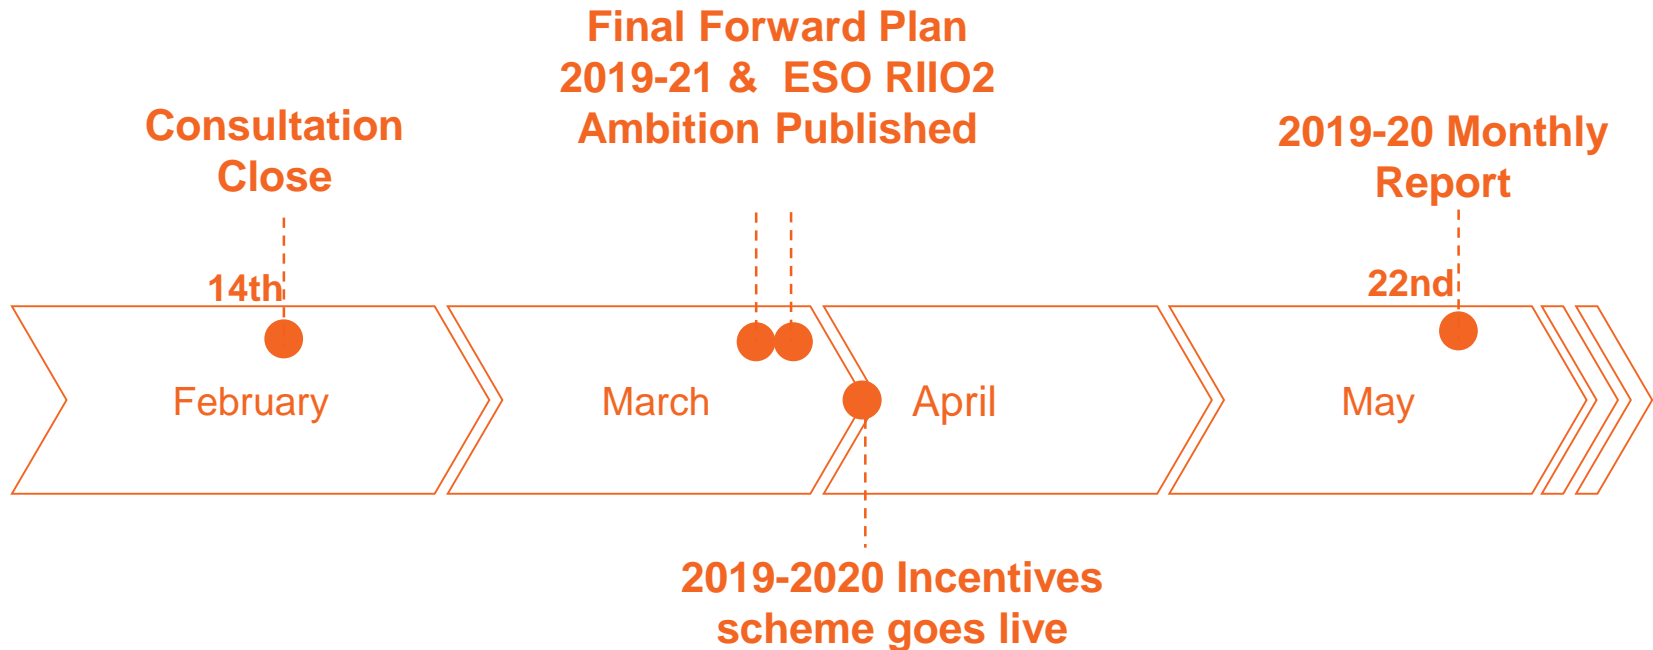 Final Forward Plan
2019-21 & ESO RIIO2
Ambition Published
Consultation
Close
2019-20 Monthly
Report
14th
22nd
February
March
April
May
2019-2020 Incentives
scheme goes live